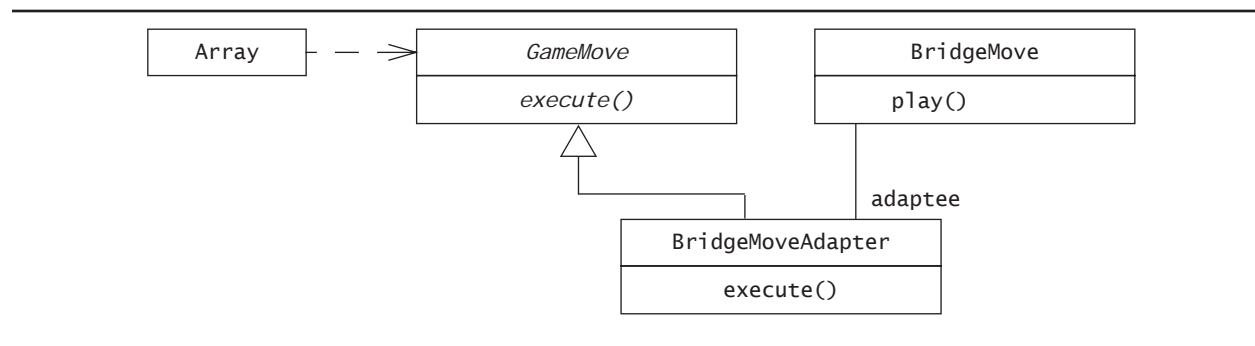 Array
GameMove
BridgeMove
execute()
play()
adaptee
BridgeMoveAdapter
execute()